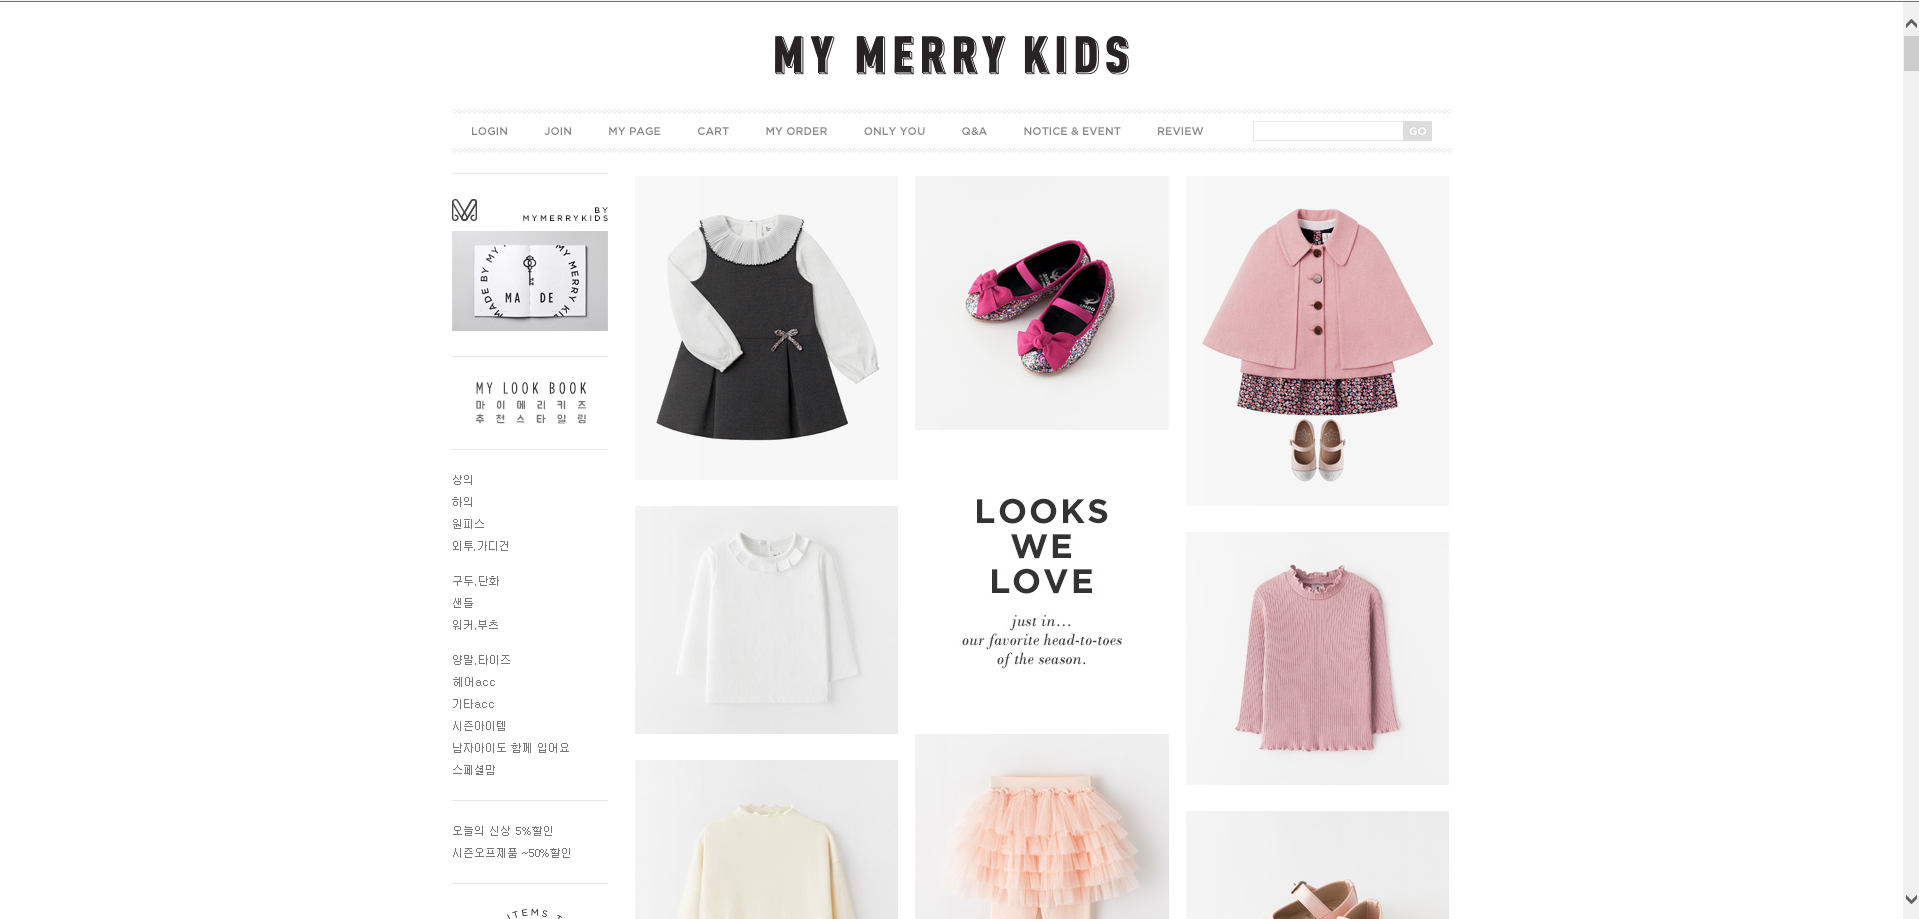 MY MERRY KIDS
LOGIN JOIN MY PAGE CART MY ORDER ONLY YOU Q&A NOTICE & EVENT REVIEW GO
BY
MYMERRYKIDS
MADE BY MY MY MERRY KI
MA DE
MY LOOK BOOK
마이메리키즈
추천스타일링
상의
하의
원피스
외투,가디건
구두,단화
샌들
워커,부츠
양말,타이즈
헤어acc
기타acc
시즌아이템
남자아이도 함께 입어요
스페셜맘
오늘의 신상 5%할인
시즌오프제품 ~50%할인
ITEMS
LOOKS
WE
LOVE
just in...
our favorite head-to-toes
of the season.